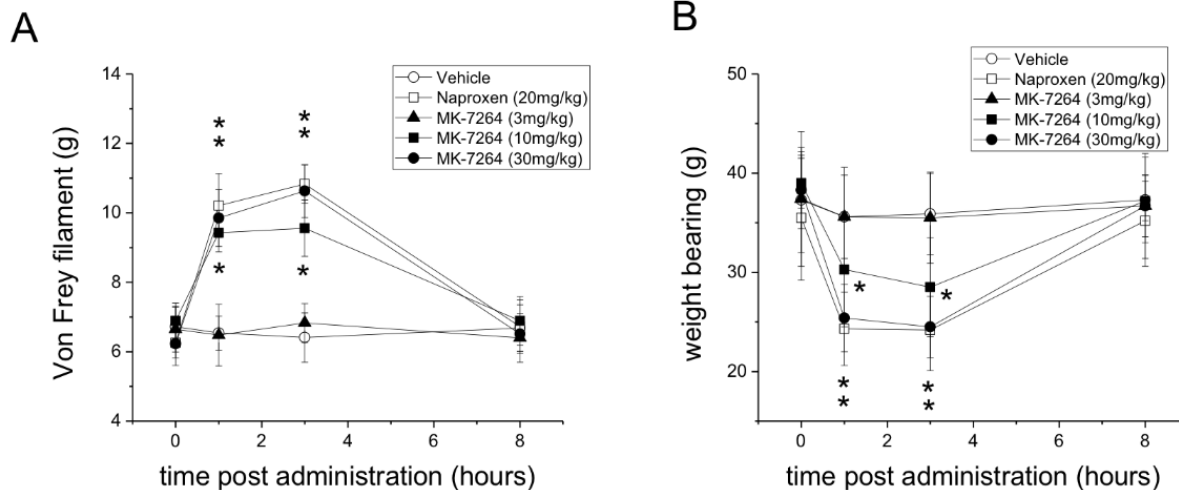 A
Von Frey filament (g)
14
12
10
8
6
4
Vehicle
Naproxen (20mg/kg)
MK-7264 (3mg/kg)
MK-7264 (10mg/kg)
MK-7264 (30mg/kg)
*
*
*
*
*
*
0
2
4
6
8
time post administration (hours)
B
weight bearing (g)
50
40
30
20
Vehicle
Naproxen (20mg/kg)
MK-7264 (3mg/kg)
MK-7264 (10mg/kg)
MK-7264 (30mg/kg)
*
*
*
*
*
*
0
2
4
6
8
time post administration (hours)